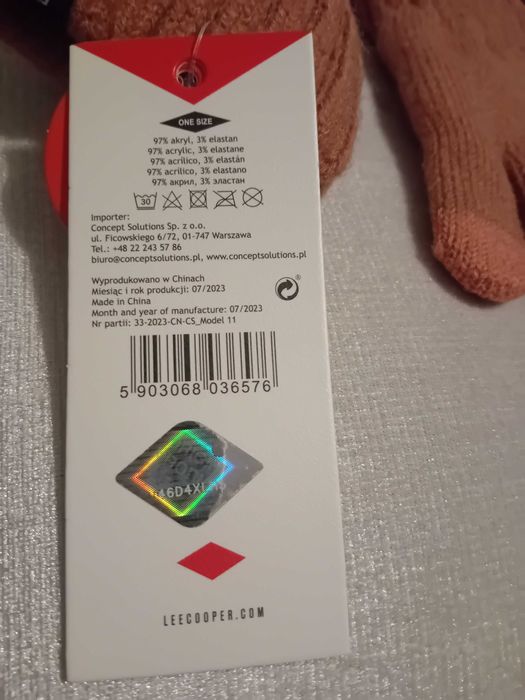 ONE SIZE
97% akryl, 3% elastan
97% acrylic, 3% elastane
97% acrílico, 3% elastán
97% acrilico, 3% elastano
97% акрил, 3% эластан
30
Importer:
Concept Solutions Sp. z o.o.
ul. Ficowskiego 6/72, 01-747 Warszawa
Tel.: +48 22 243 57 86
biuro@conceptsolutions.pl, www.conceptsolutions.pl
Wyprodukowano w Chinach
Miesiąc i rok produkcji: 07/2023
Made in China
Month and year of manufacture: 07/2023
Nr partii: 33-2023-CN-CS_Model 11
5 903068 036576
LEECOOPER.COM